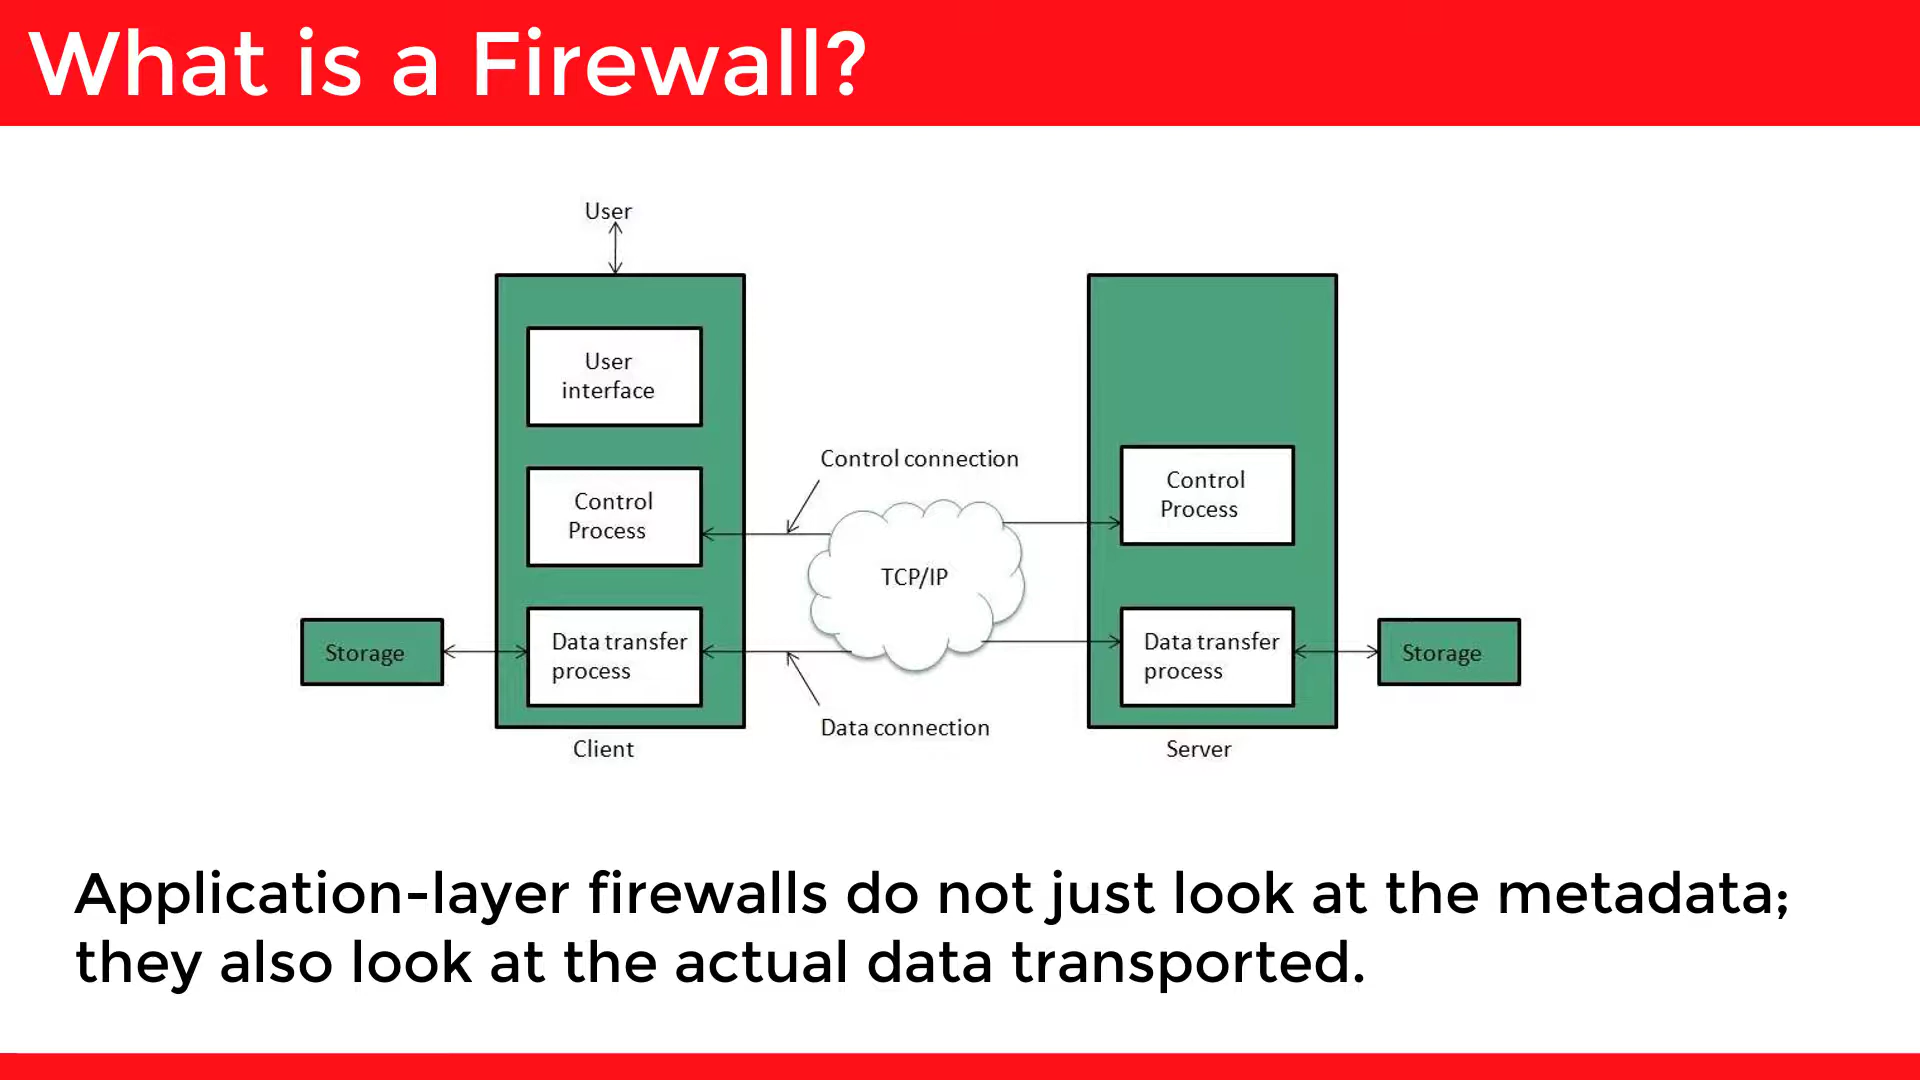 What is a Firewall?
User
User
interface
Control
Process
Data transfer
process
Storage
Client
Control connection
TCP/IP
Data connection
Control
Process
Data transfer
process
Storage
Server
Application-layer firewalls do not just look at the metadata;
they also look at the actual data transported.